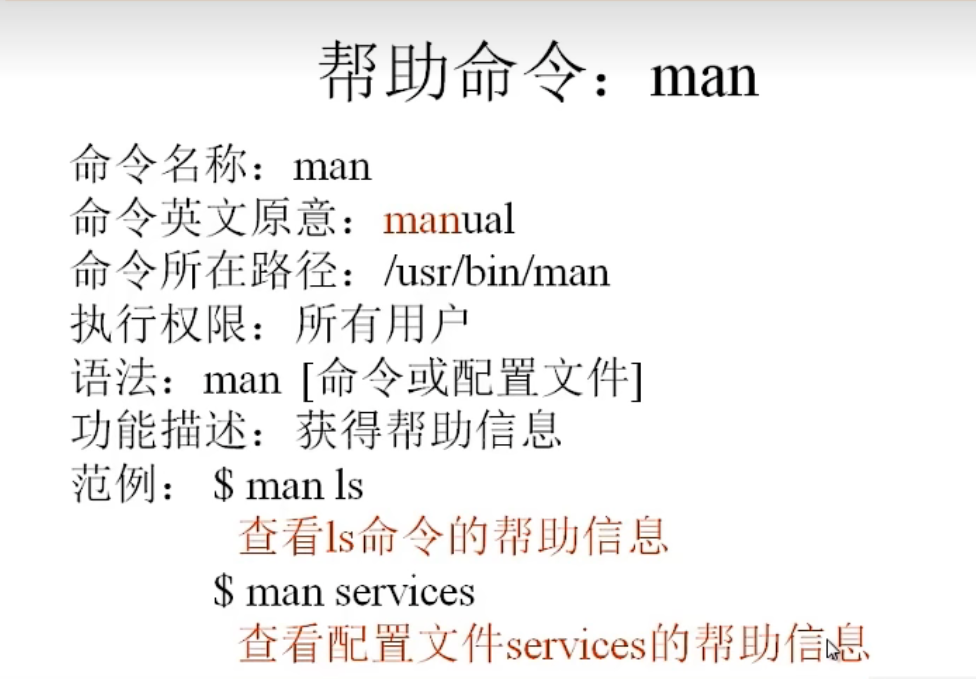 帮助命令：man
命令名称：man
命令英文原意：manual
命令所在路径：/usr/bin/man
执行权限：所有用户
语法：man [命令或配置文件]
功能描述：获得帮助信息
范例： $ man ls
查看ls命令的帮助信息
$ man services
查看配置文件services的帮助信息